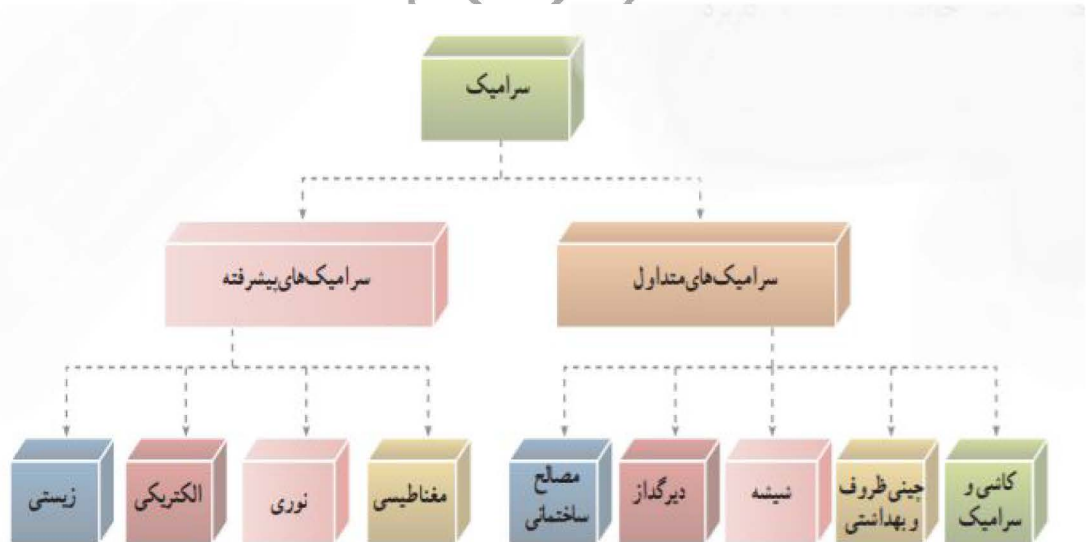 سرامیک
سرامیک‌های متداول
سرامیک‌های پیشرفته
کاشی و
سرامیک
چینی ظروف
و بهداشتی
شیشه
دیرگداز
مصالح
ساختمانی
مغناطیسی
نوری
الکتریکی
زیستی